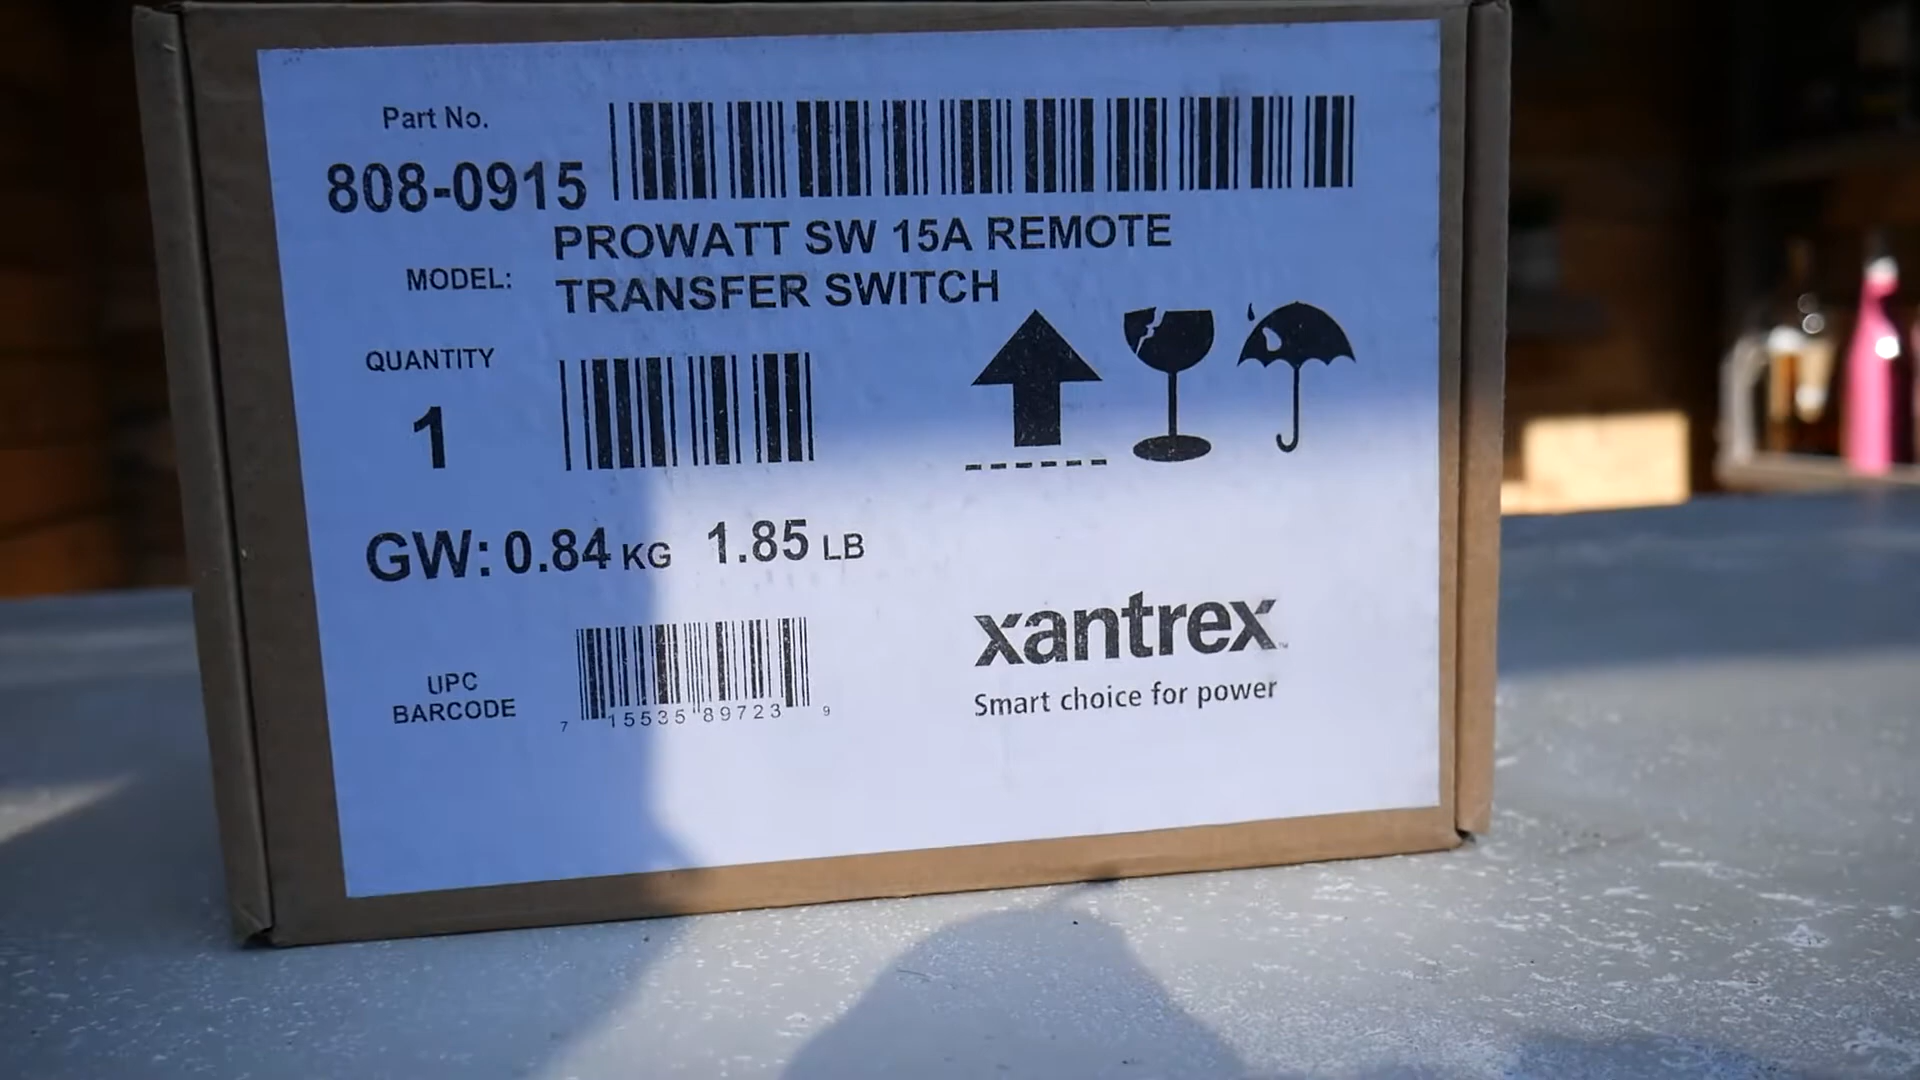 Part No.
808-0915
MODEL:
PROWATT SW 15A REMOTE
TRANSFER SWITCH
QUANTITY
1
GW: 0.84 KG 1.85 LB
UPC
BARCODE
7 15535 89723 9
xantrex
Smart choice for power